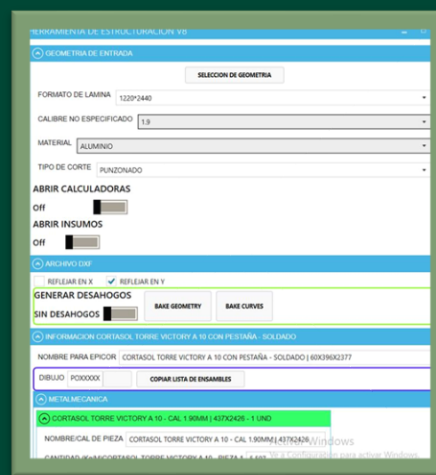 HERRAMIENTA DE ESTRUCTURACION V8
GEOMETRIA DE ENTRADA
SELECCION DE GEOMETRIA
FORMATO DE LAMINA 1220*2440
CALIBRE NO ESPECIFICADO 1.9
MATERIAL ALUMINIO
TIPO DE CORTE PUNZONADO
ABRIR CALCULADORAS
Off
ABRIR INSUMOS
Off
ARCHIVO DXF
REFLEJAR EN X REFLEJAR EN Y
GENERAR DESAHOGOS
SIN DESAHOGOS BAKE GEOMETRY BAKE CURVES
INFORMACION CORTASOL TORRE VICTORY A 10 CON PESTAÑA - SOLDADO
NOMBRE PARA EPICOR CORTASOL TORRE VICTORY A 10 CON PESTAÑA - SOLDADO | 60X396X2377
DIBUJO POXXXXX COPIAR LISTA DE ENSAMBLES
METALMECANICA
CORTASOL TORRE VICTORY A 10 - CAL 1.90MM | 437X2426 - 1 UND
NOMBRE/CAL DE PIEZA CORTASOL TORRE VICTORY A 10 - CAL 1.90MM | 437X2426
Windows
para activar Windows.